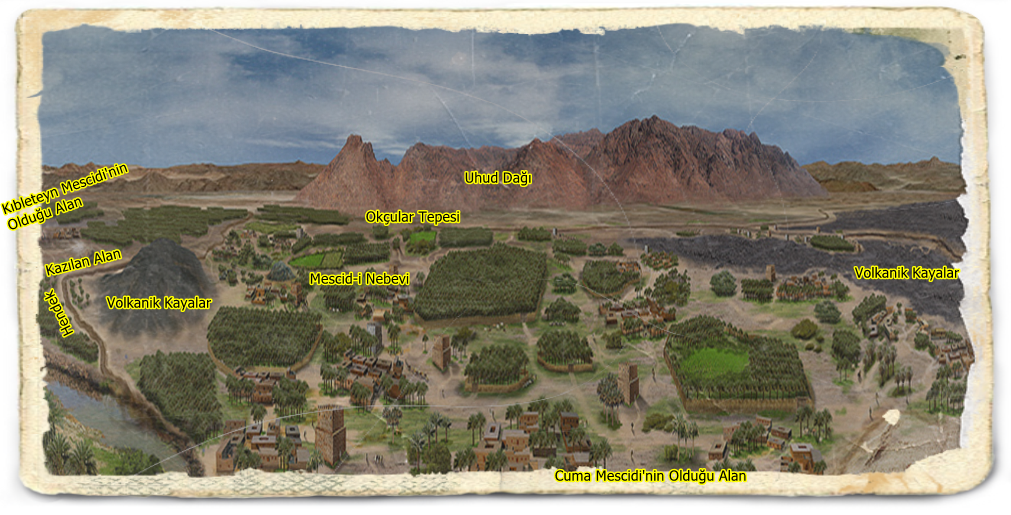 Uhud Dağı
Kıbleteyn Mescidi'nin
Olduğu Alan
Okçular Tepesi
Kazılan Alan
Mescid-i Nebevi
Volkanik Kayalar
Volkanik Kayalar
Hendek
Cuma Mescidi'nin Olduğu Alan